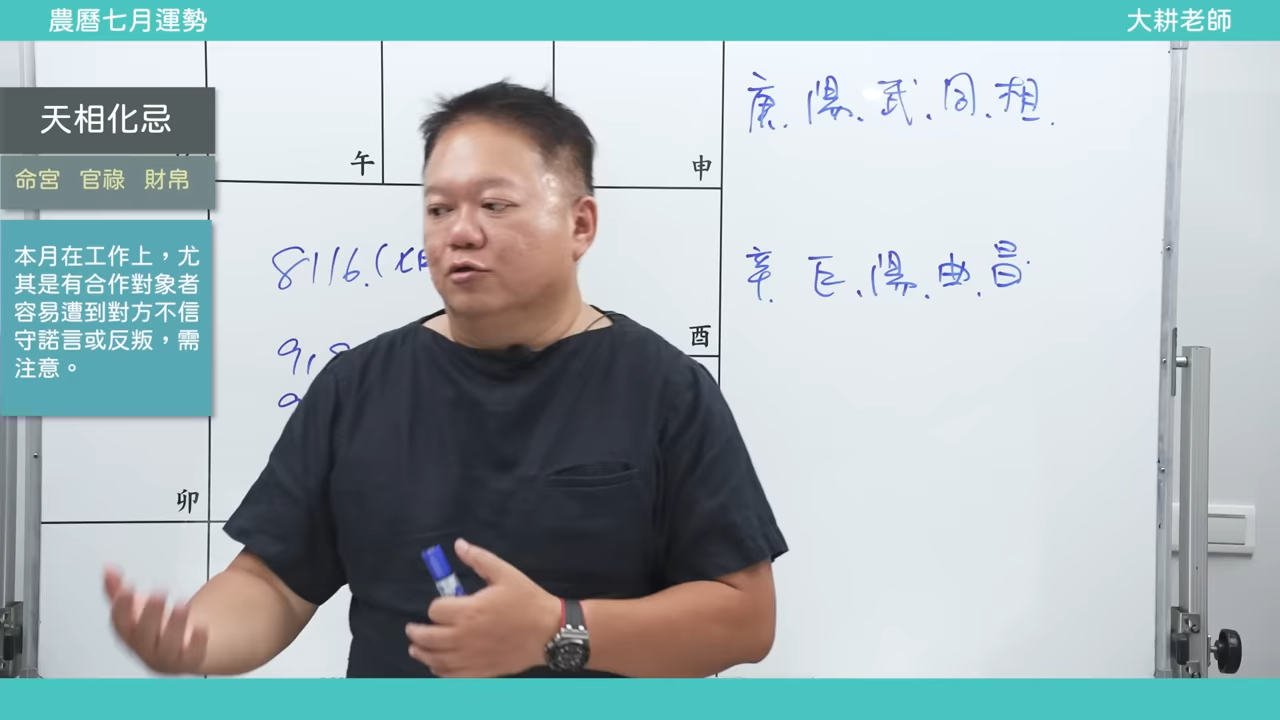 農曆七月運勢
大耕老師
天相化忌
命宮 官祿 財帛
本月在工作上，尤
其是有合作對象者
容易遭到對方不信
守諾言或反叛，需
注意。
午
申
酉
卯
庚.陽.武.同.相.
辛.巨.陽.曲.昌.
8116.(七
9,